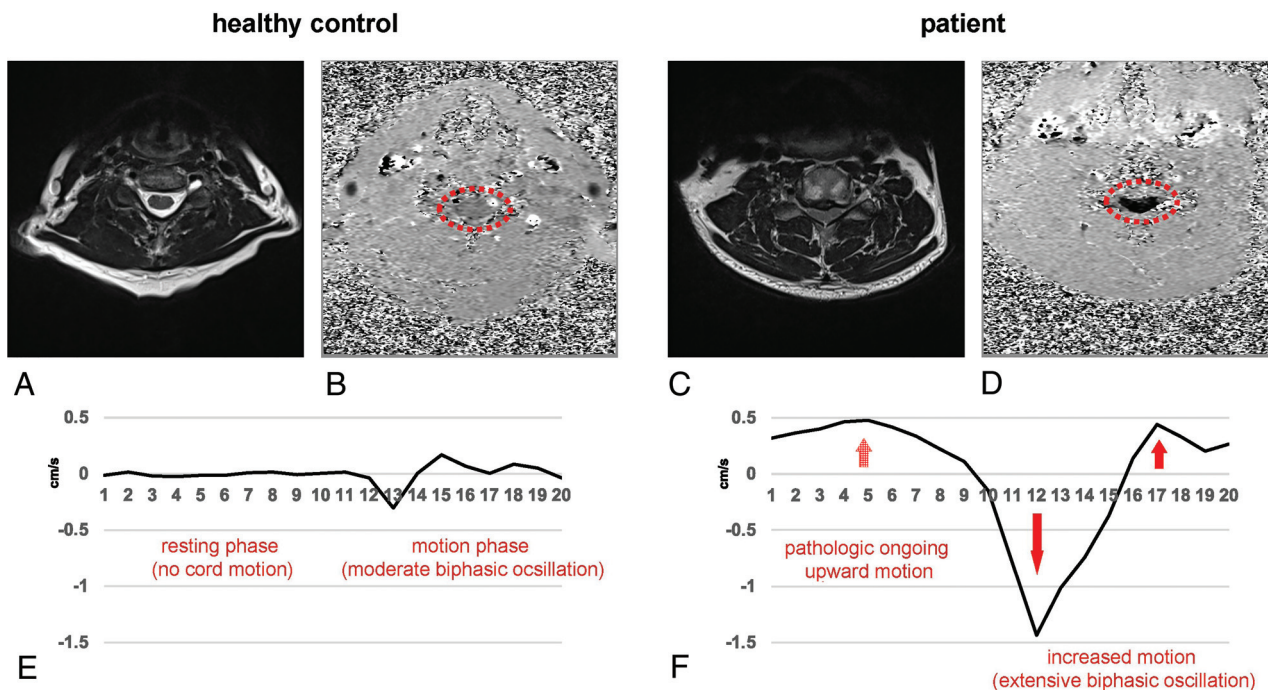 healthy control
patient
A
B
C
D
0.5
0
-0.5
-1
-1.5
cm/s
1 2 3 4 5 6 7 8 9 10 11 12 13 14 15 16 17 18 19 20
resting phase
(no cord motion)
motion phase
(moderate biphasic ocsillation)
E
0.5
0
-0.5
-1
-1.5
cm/s
1 2 3 4 5 6 7 8 9 10 11 12 13 14 15 16 17 18 19 20
pathologic ongoing
upward motion
increased motion
(extensive biphasic oscillation)
F